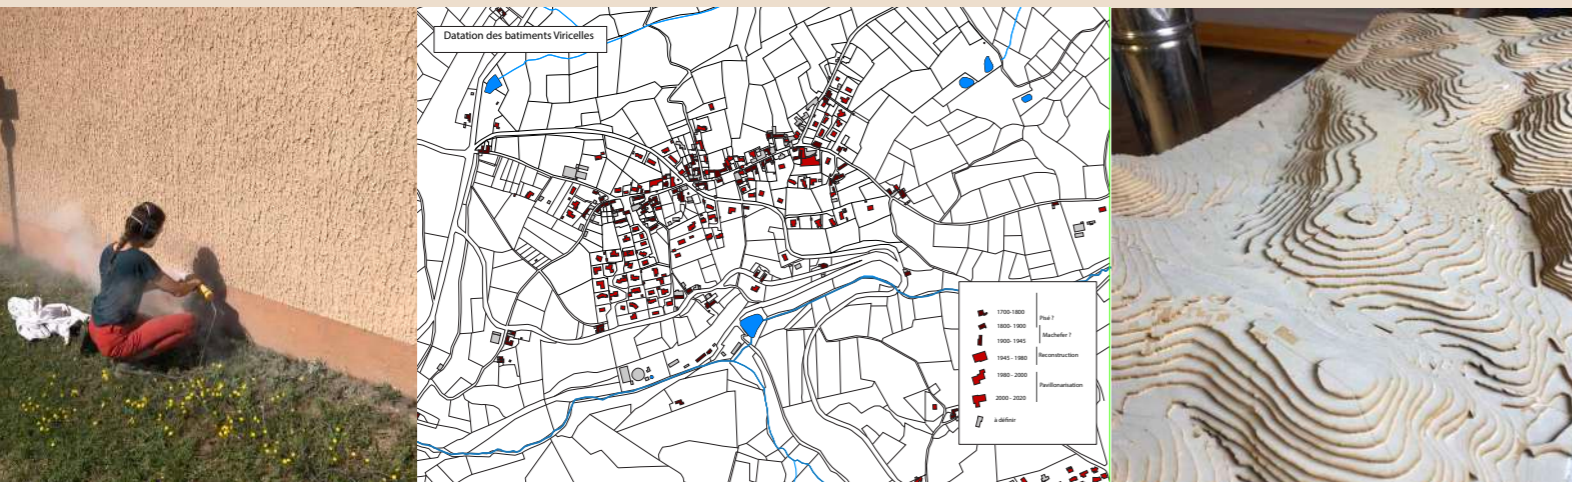 Datation des batiments Viricelles
1700-1800
Pisé ?
1800- 1900
Machefer ?
1900-1945
Reconstruction
1945 - 1980
1980 - 2000
Pavillonarisation
2000 - 2020
à définir